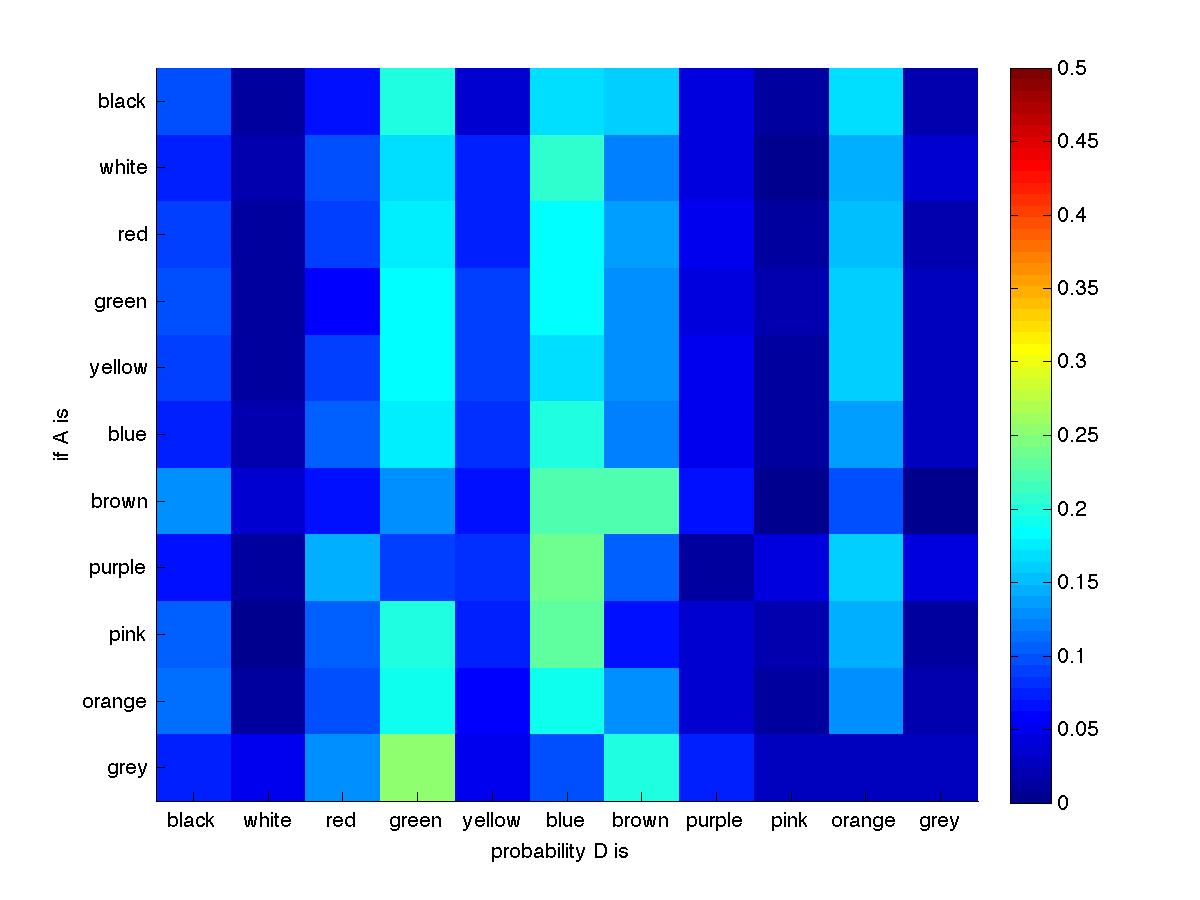 black
white
red
green
yellow
blue
brown
purple
pink
orange
grey
if A is
black white red green yellow blue brown purple pink orange grey
probability D is
0.5
0.45
0.4
0.35
0.3
0.25
0.2
0.15
0.1
0.05
0